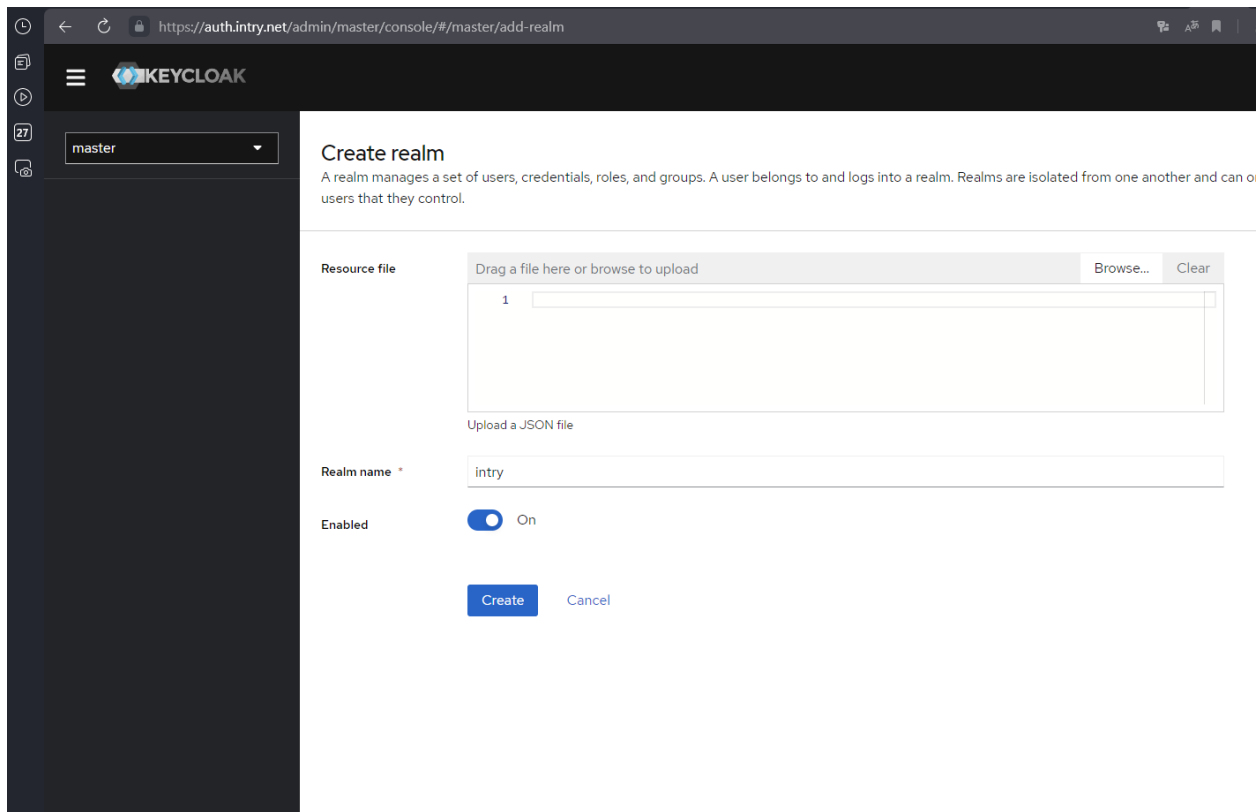 https://auth.intry.net/admin/master/console/#/master/add-realm
KEYCLOAK
27
master
Create realm
A realm manages a set of users, credentials, roles, and groups. A user belongs to and logs into a realm. Realms are isolated from one another and can o
users that they control.
Resource file
Drag a file here or browse to upload
Browse...
Clear
1
Upload a JSON file
Realm name *
intry
Enabled
On
Create
Cancel